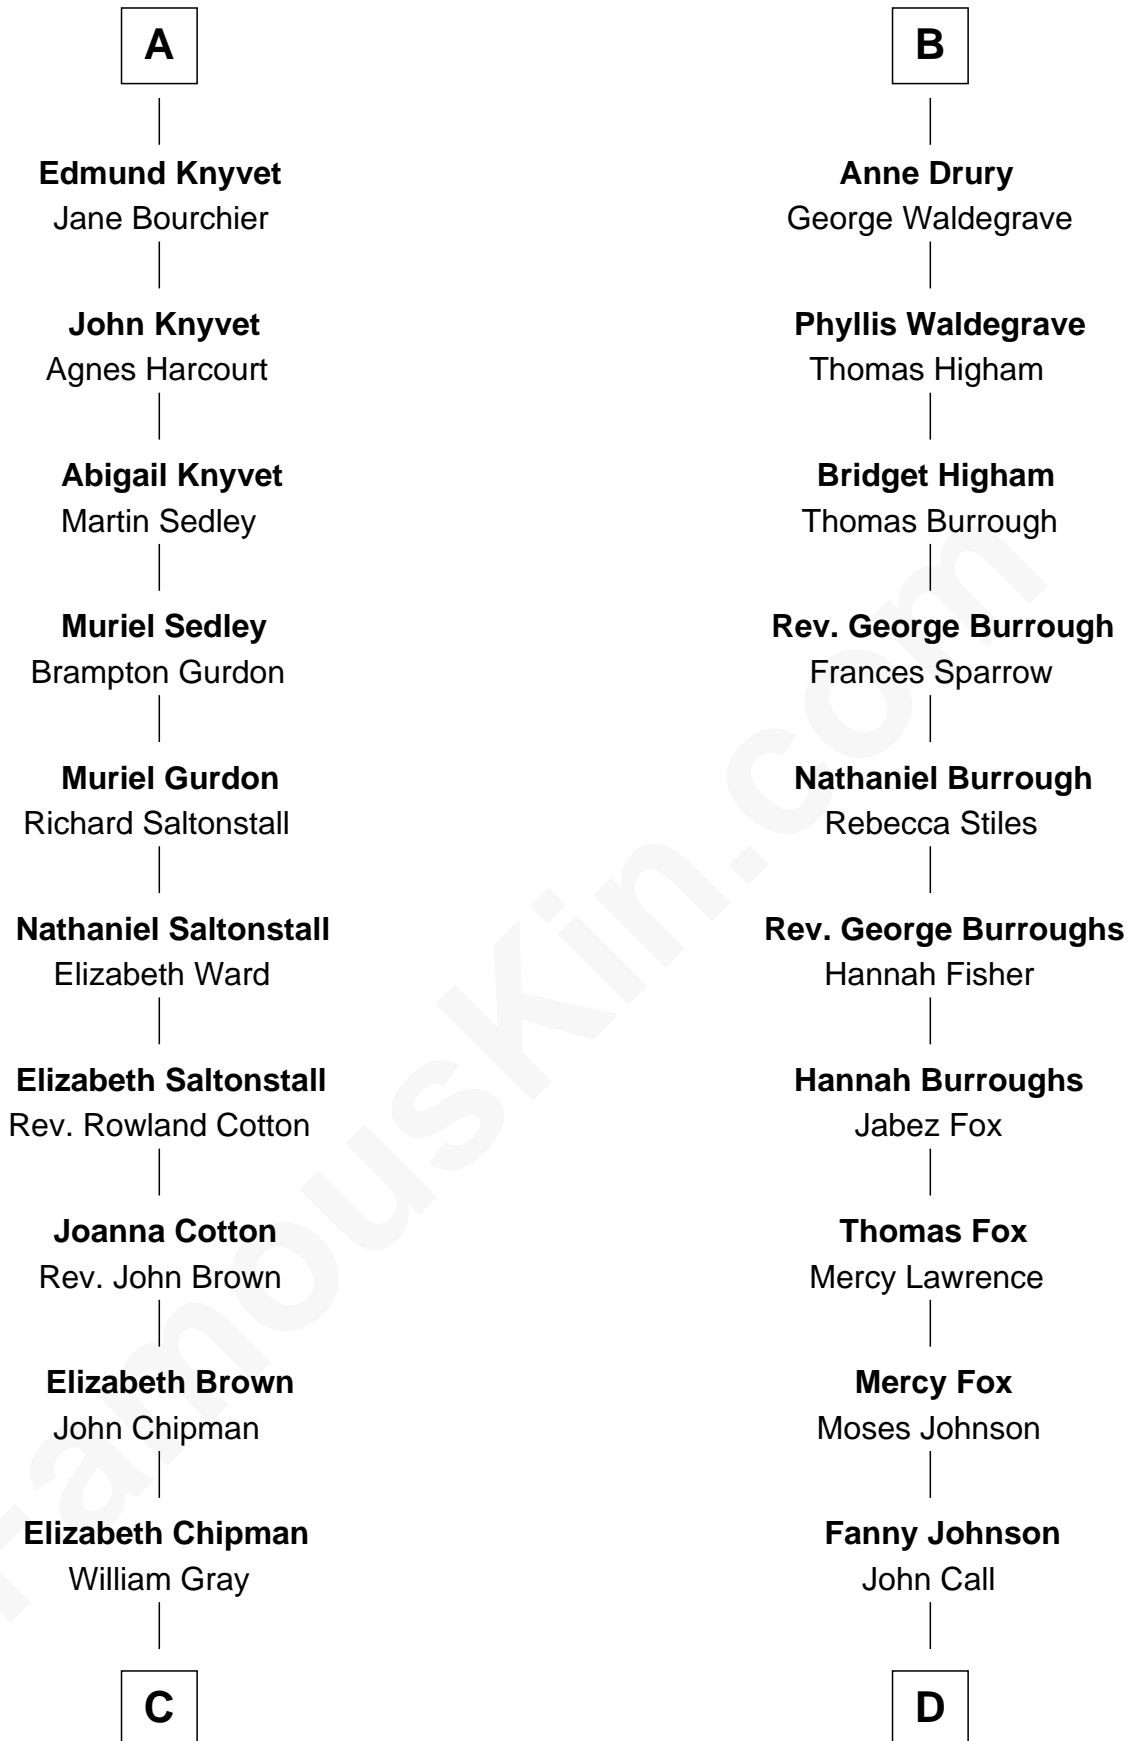 A
Edmund Knyvet
Jane Bourchier
John Knyvet
Agnes Harcourt
Abigail Knyvet
Martin Sedley
Muriel Sedley
Brampton Gurdon
Muriel Gurdon
Richard Saltonstall
Nathaniel Saltonstall
Elizabeth Ward
Elizabeth Saltonstall
Rev. Rowland Cotton
Joanna Cotton
Rev. John Brown
Elizabeth Brown
John Chipman
Elizabeth Chipman
William Gray
C
B
Anne Drury
George Waldegrave
Phyllis Waldegrave
Thomas Higham
Bridget Higham
Thomas Burrough
Rev. George Burrough
Frances Sparrow
Nathaniel Burrough
Rebecca Stiles
Rev. George Burroughs
Hannah Fisher
Hannah Burroughs
Jabez Fox
Thomas Fox
Mercy Lawrence
Mercy Fox
Moses Johnson
Fanny Johnson
John Call
D
FamousKin.com